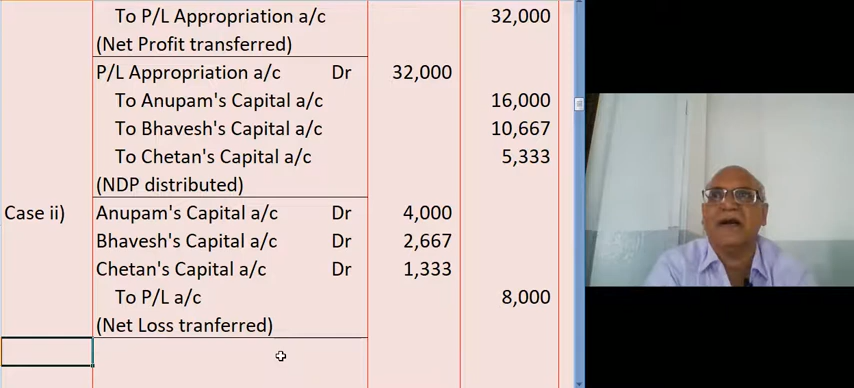 To P/L Appropriation a/c 32,000
(Net Profit transferred)
P/L Appropriation a/c Dr 32,000
To Anupam's Capital a/c 16,000
To Bhavesh's Capital a/c 10,667
To Chetan's Capital a/c 5,333
(NDP distributed)
Case ii) Anupam's Capital a/c Dr 4,000
Bhavesh's Capital a/c Dr 2,667
Chetan's Capital a/c Dr 1,333
To P/L a/c 8,000
(Net Loss tranferred)